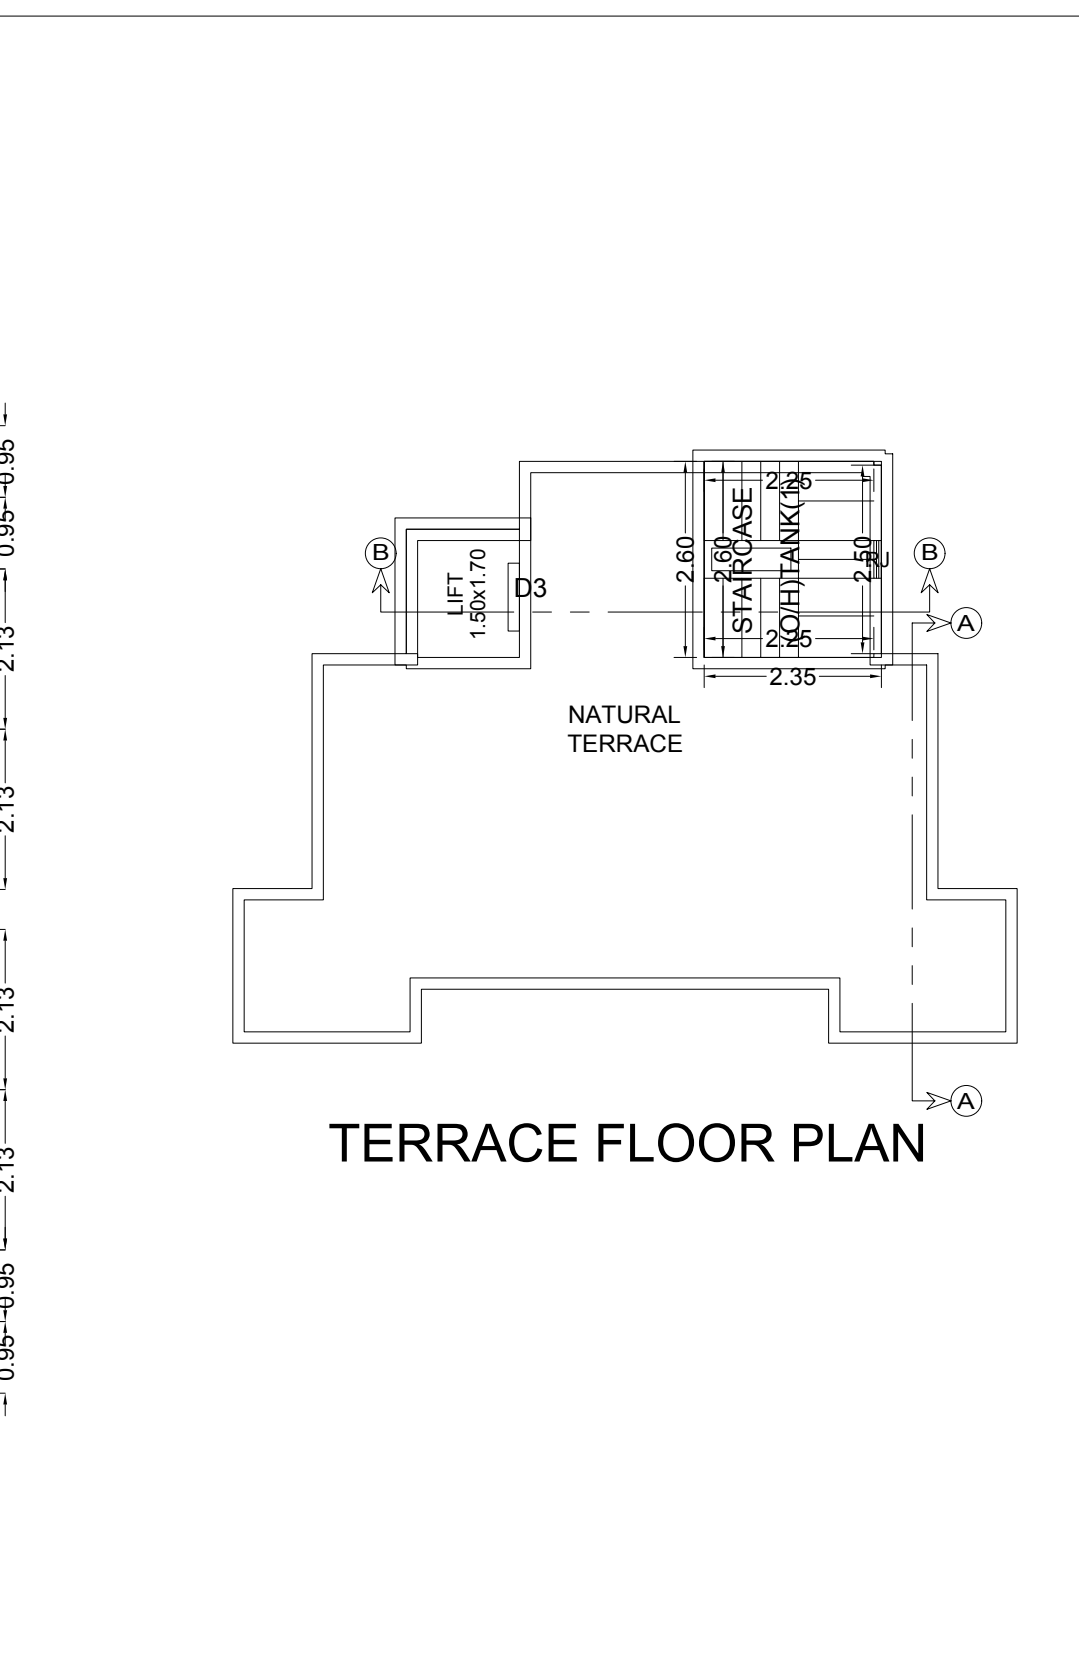 0.95
0.95
2.13
2.13
2.13
2.13
0.95
0.95
2.25
STAIRCASE
(O/H)TANK(1)
2.60
2.60
2.50
RJ
B
B
LIFT
1.50x1.70
D3
A
2.25
2.35
NATURAL
TERRACE
A
TERRACE FLOOR PLAN